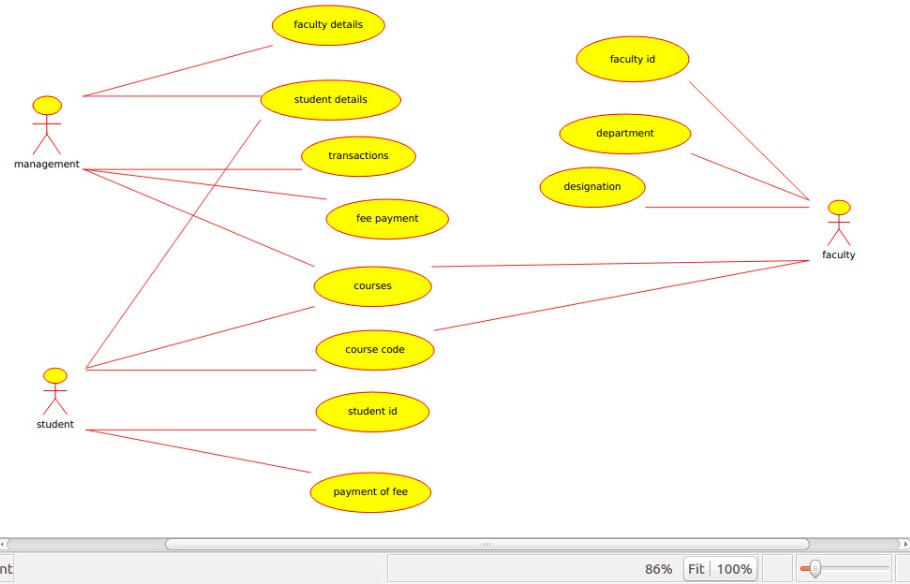 faculty details
faculty id
student details
department
transactions
management
designation
fee payment
faculty
courses
course code
student id
student
payment of fee
nt
86%
Fit
100%